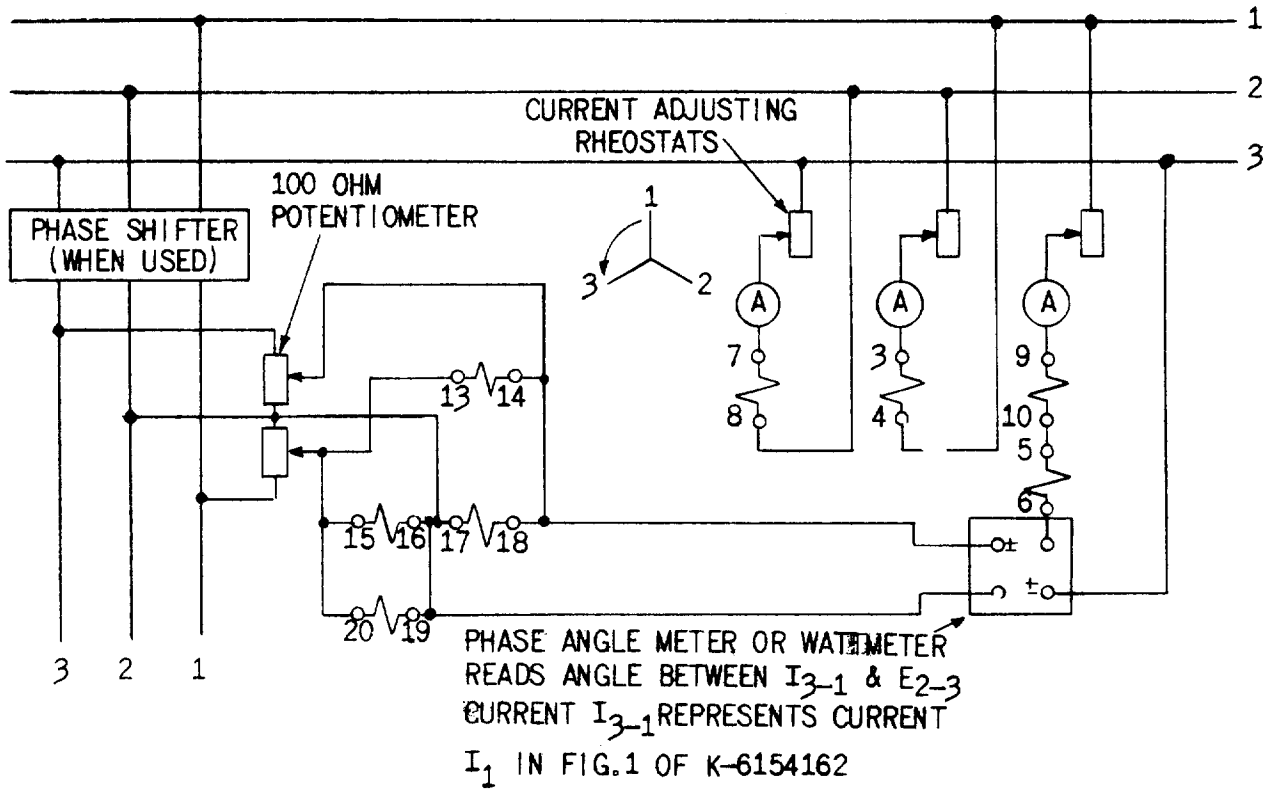 1
2
CURRENT ADJUSTING
RHEOSTATS
3
100 OHM
POTENTIOMETER
PHASE SHIFTER
(WHEN USED)
1
3
2
A
A
A
7
3
9
13
14
8
4
10
5
6
15
16
17
18
±
±
20
19
3
2
1
PHASE ANGLE METER OR WATTMETER
READS ANGLE BETWEEN I3-1 & E2-3
CURRENT I3-1 REPRESENTS CURRENT
I1 IN FIG.1 OF K-6154162